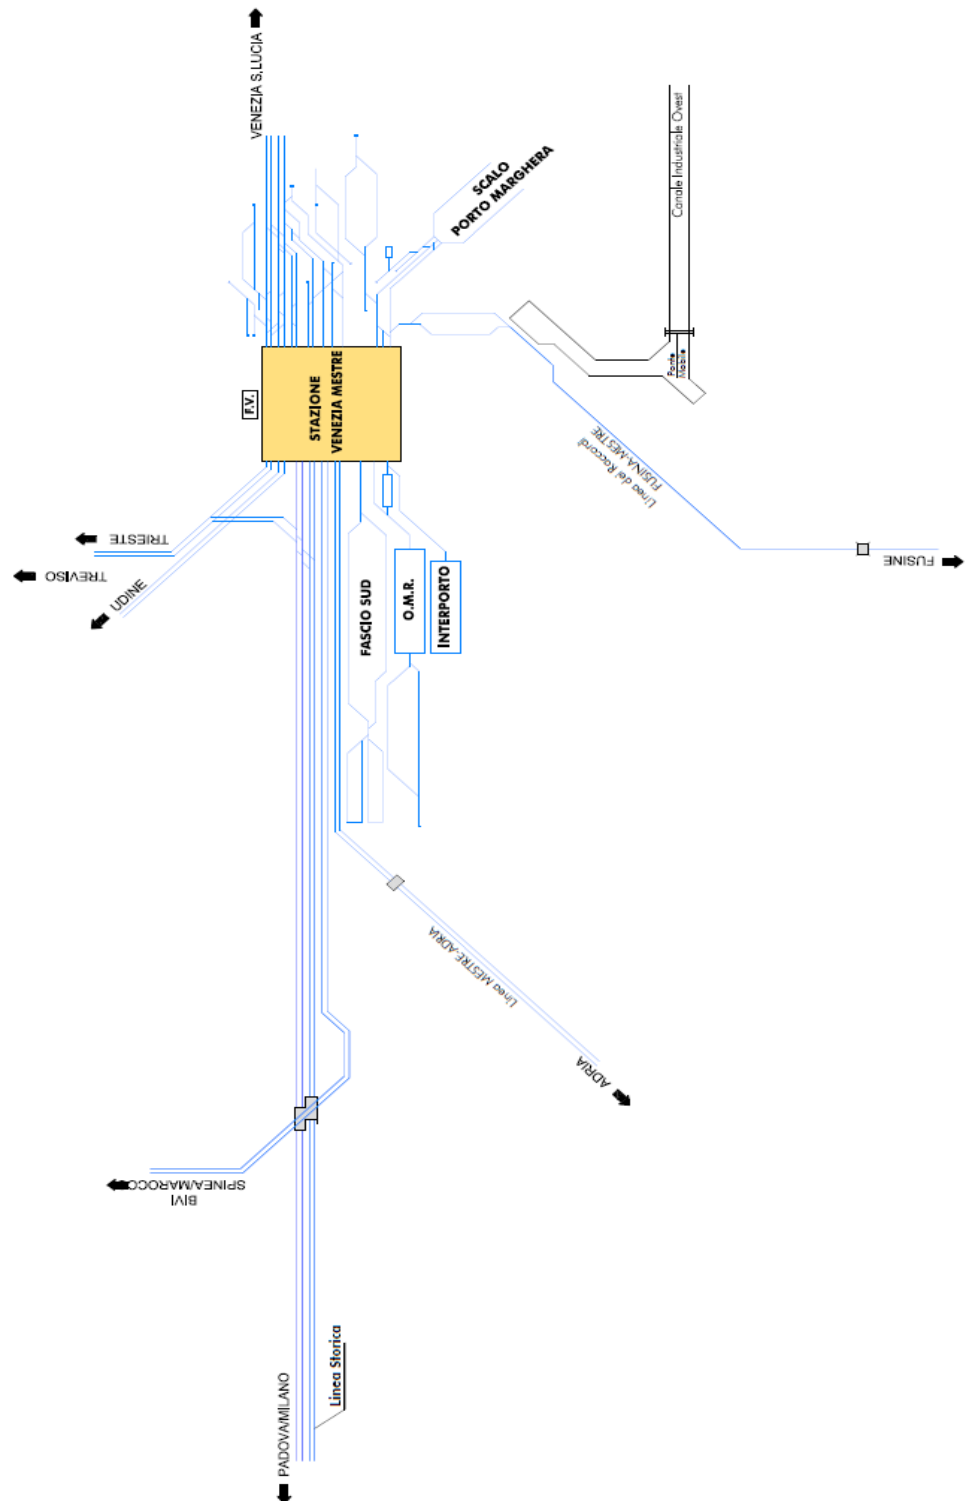 VENEZIA S.LUCIA
Canale Industriale Ovest
SCALO
PORTO MARGHERA
Ponte
Mobile
F.V.
STAZIONE
VENEZIA MESTRE
Linea dei Raccordi
FUSINA-MESTRE
TRIESTE
TREVISO
UDINE
FUSINE
FASCIO SUD
O.M.R.
INTERPORTO
Linea MESTRE-ADRIA
ADRIA
BIVI
SPINEA/MAROCCO
Linea Storica
PADOVA/MILANO